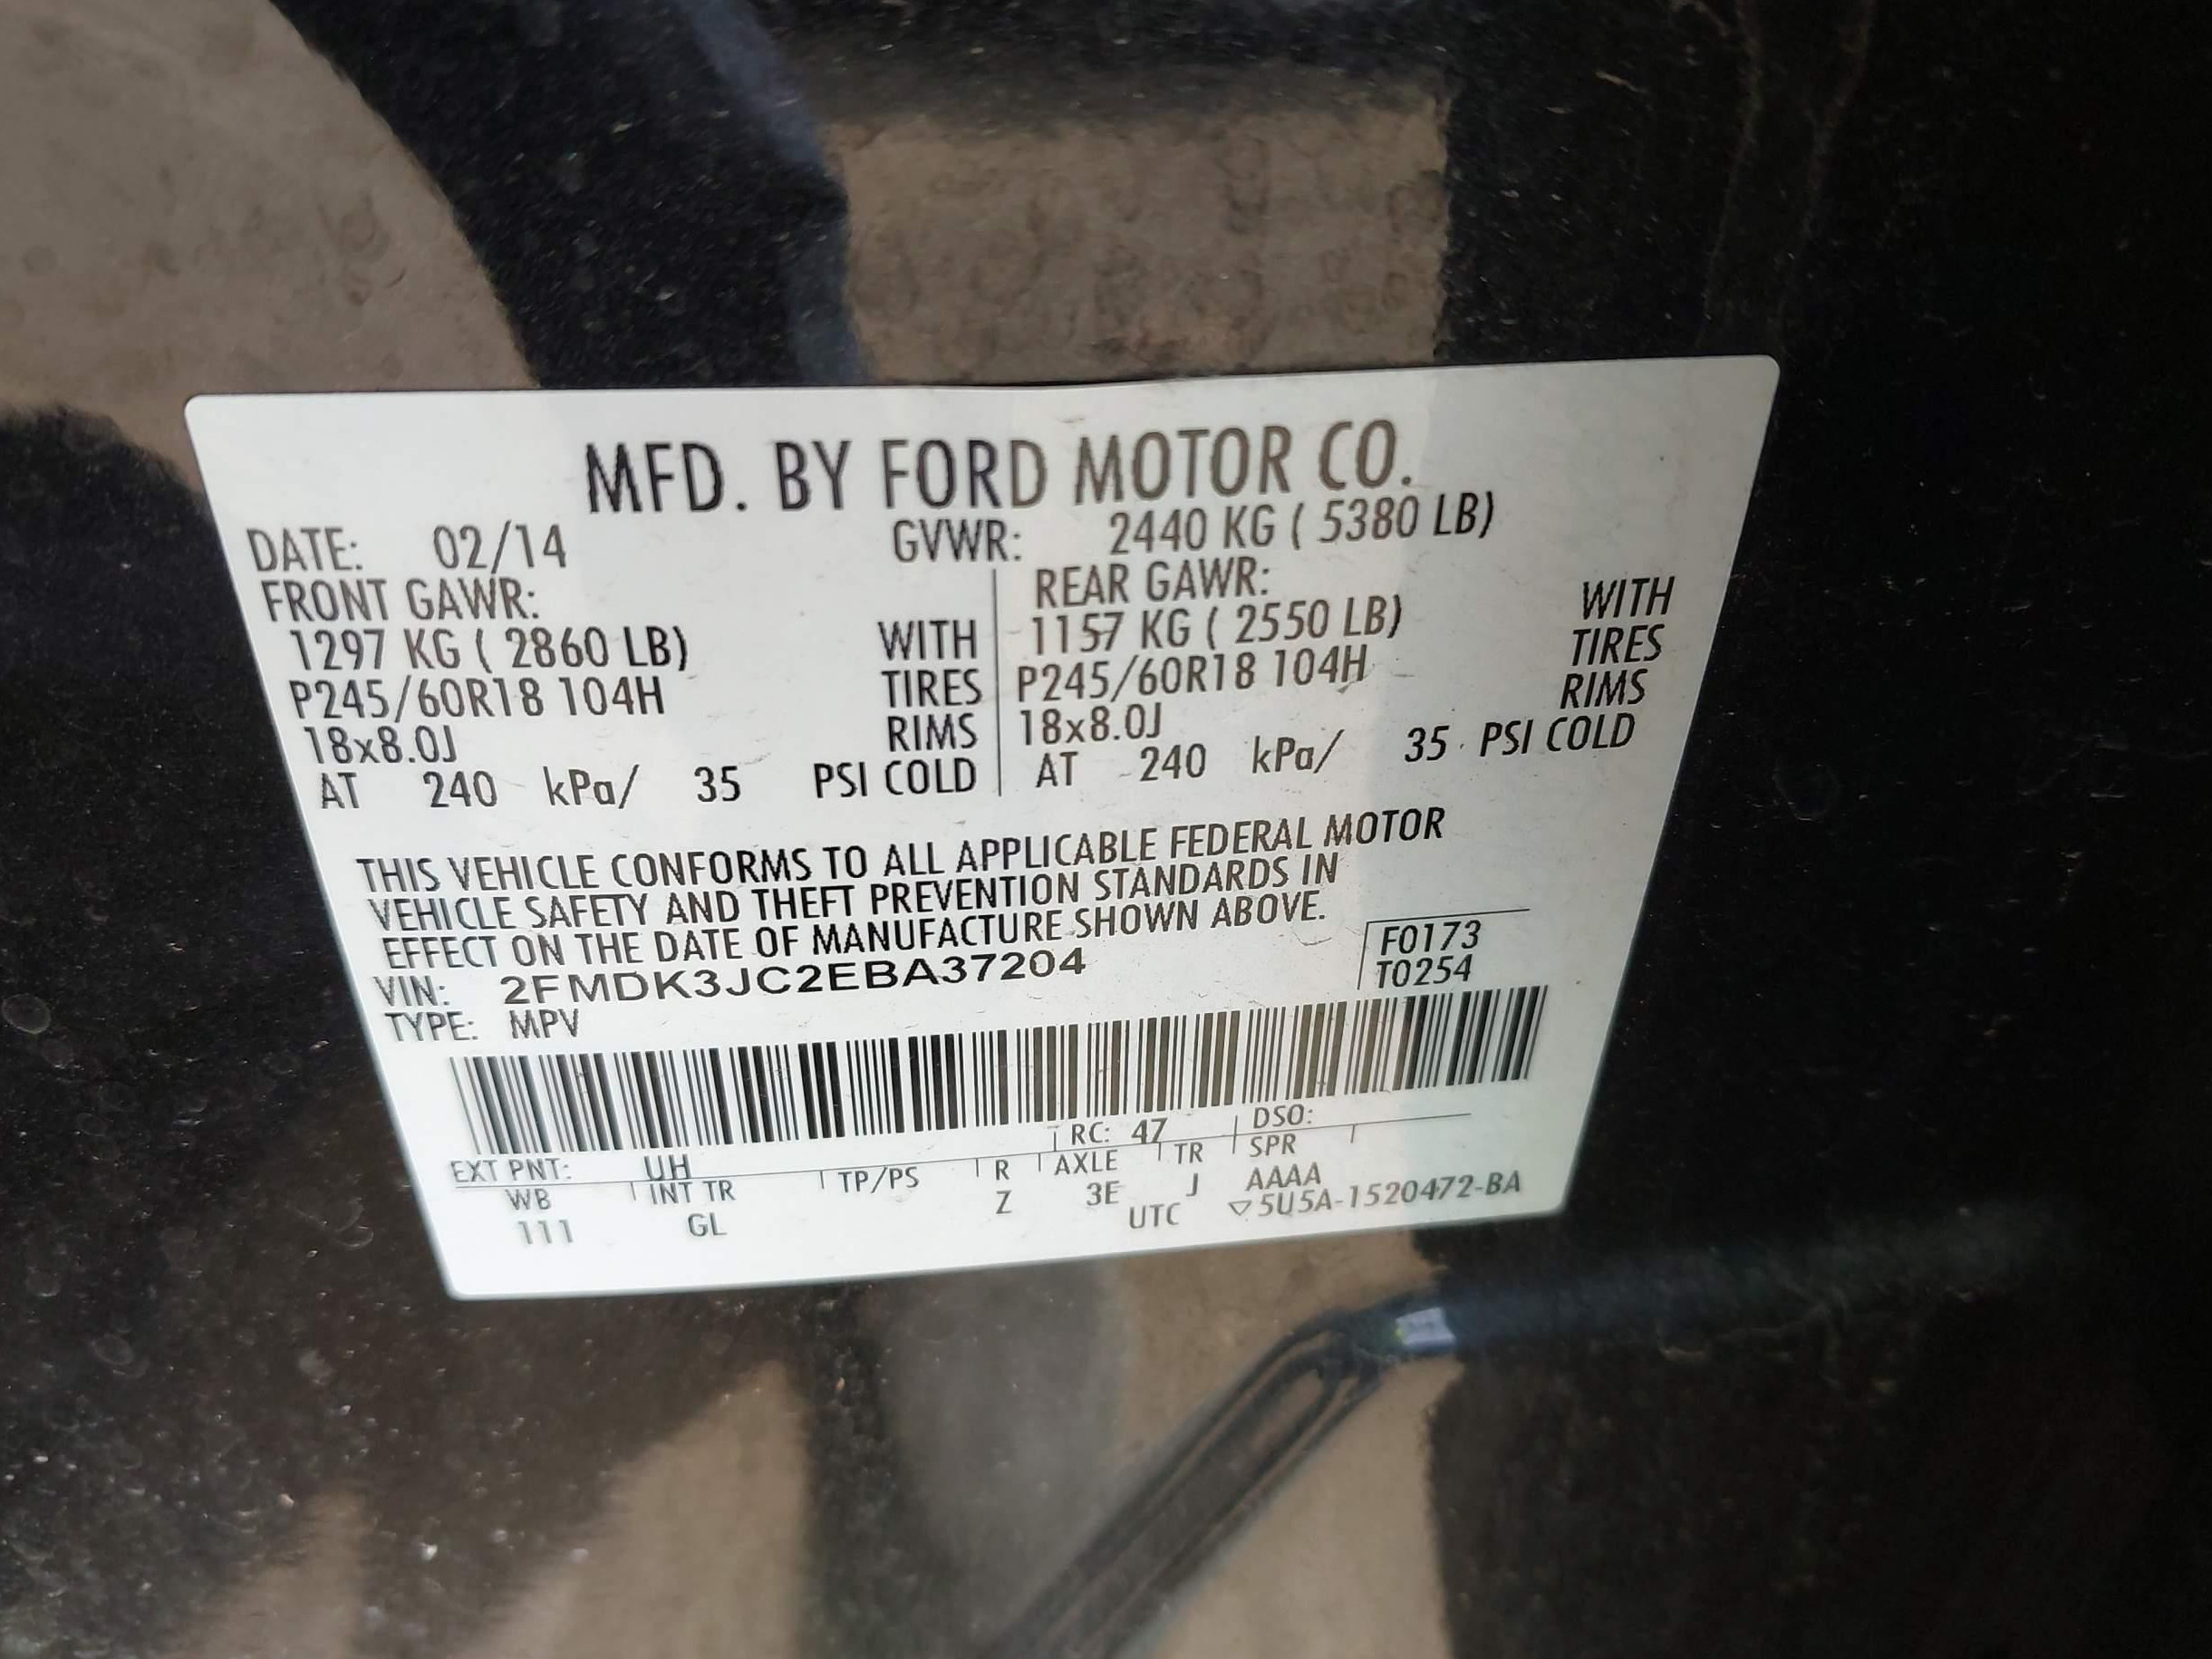 MFD. BY FORD MOTOR CO.
DATE: 02/14 GVWR: 2440 KG ( 5380 LB)
FRONT GAWR: REAR GAWR:
1297 KG ( 2860 LB) WITH 1157 KG ( 2550 LB) WITH
P245/60R18 104H TIRES P245/60R18 104H TIRES
18x8.0J RIMS 18x8.0J RIMS
AT 240 kPa/ 35 PSI COLD AT 240 kPa/ 35 PSI COLD
THIS VEHICLE CONFORMS TO ALL APPLICABLE FEDERAL MOTOR
VEHICLE SAFETY AND THEFT PREVENTION STANDARDS IN
EFFECT ON THE DATE OF MANUFACTURE SHOWN ABOVE.
VIN: 2FMDK3JC2EBA37204 F0173
TYPE: MPV T0254
EXT PNT: UH RC: 47 DSO:
WB INT TR TP/PS R AXLE TR SPR
111 GL Z 3E J AAAA
UTC ▽5U5A-1520472-BA